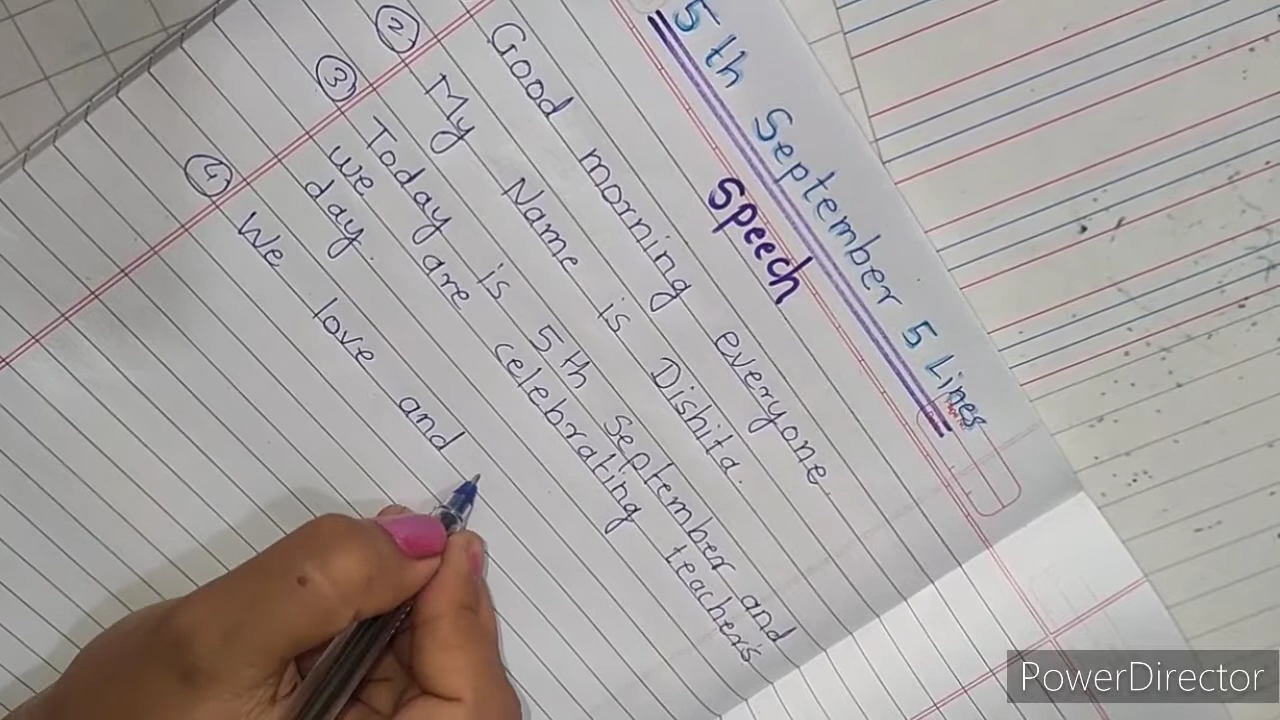 5th September 5 Lines
Speech
Good morning everyone.
② My Name is Dishita.
③ Today is 5th September and
we are celebrating teacher's
day.
④ We love and
PowerDirector